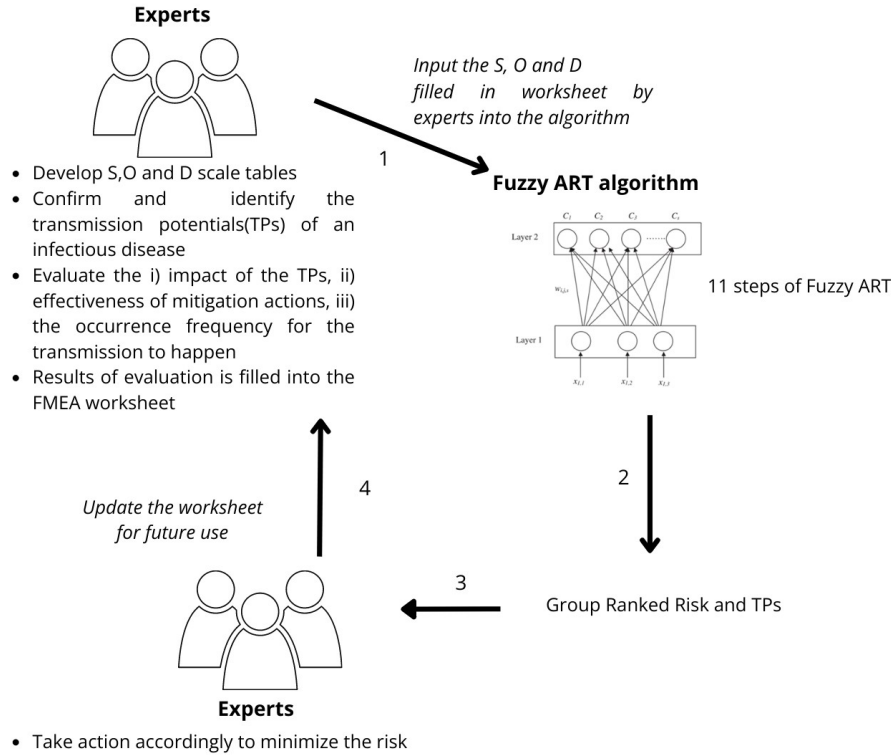 Experts
• Develop S,O and D scale tables
• Confirm and identify the
transmission potentials(TPs) of an
infectious disease
• Evaluate the i) impact of the TPs, ii)
effectiveness of mitigation actions, iii)
the occurrence frequency for the
transmission to happen
• Results of evaluation is filled into the
FMEA worksheet
Input the S, O and D
filled in worksheet by
experts into the algorithm
1
Fuzzy ART algorithm
C1 C2 CJ Cs
Layer 2
Layer 1
11 steps of Fuzzy ART
2
Group Ranked Risk and TPs
3
4
Update the worksheet
for future use
Experts
• Take action accordingly to minimize the risk